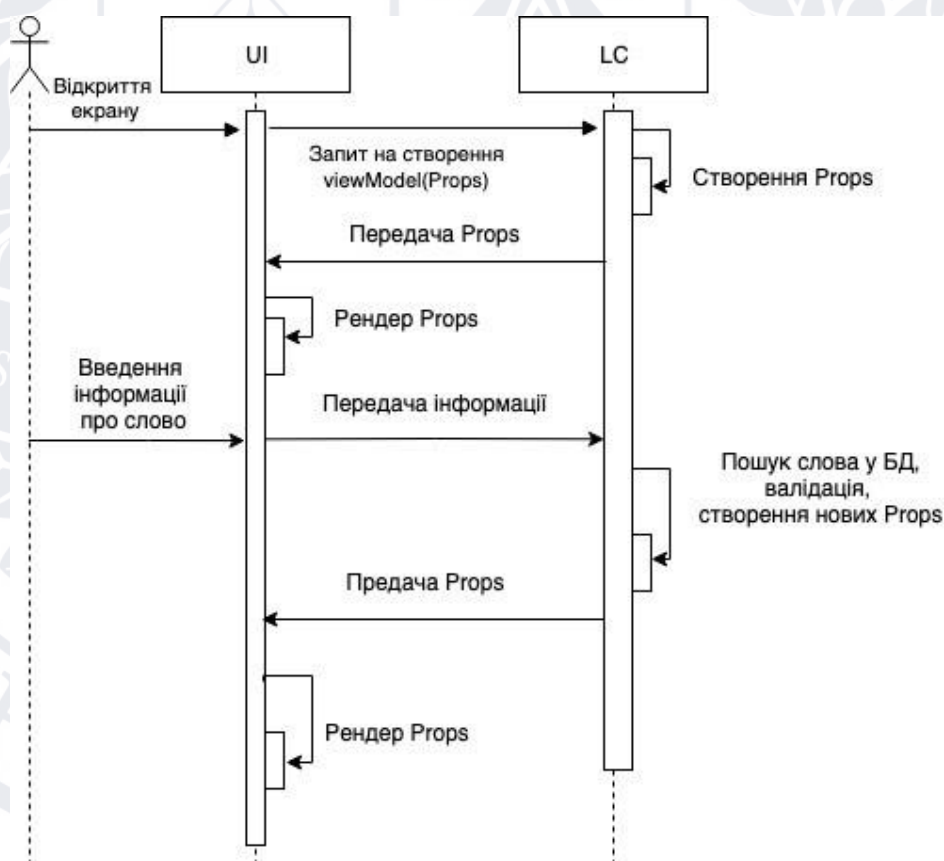 UI
LC
Відкриття
екрану
Запит на створення
viewModel(Props)
Створення Props
Передача Props
Рендер Props
Введення
інформації
про слово
Передача інформації
Пошук слова у БД,
валідація,
створення нових Props
Предача Props
Рендер Props